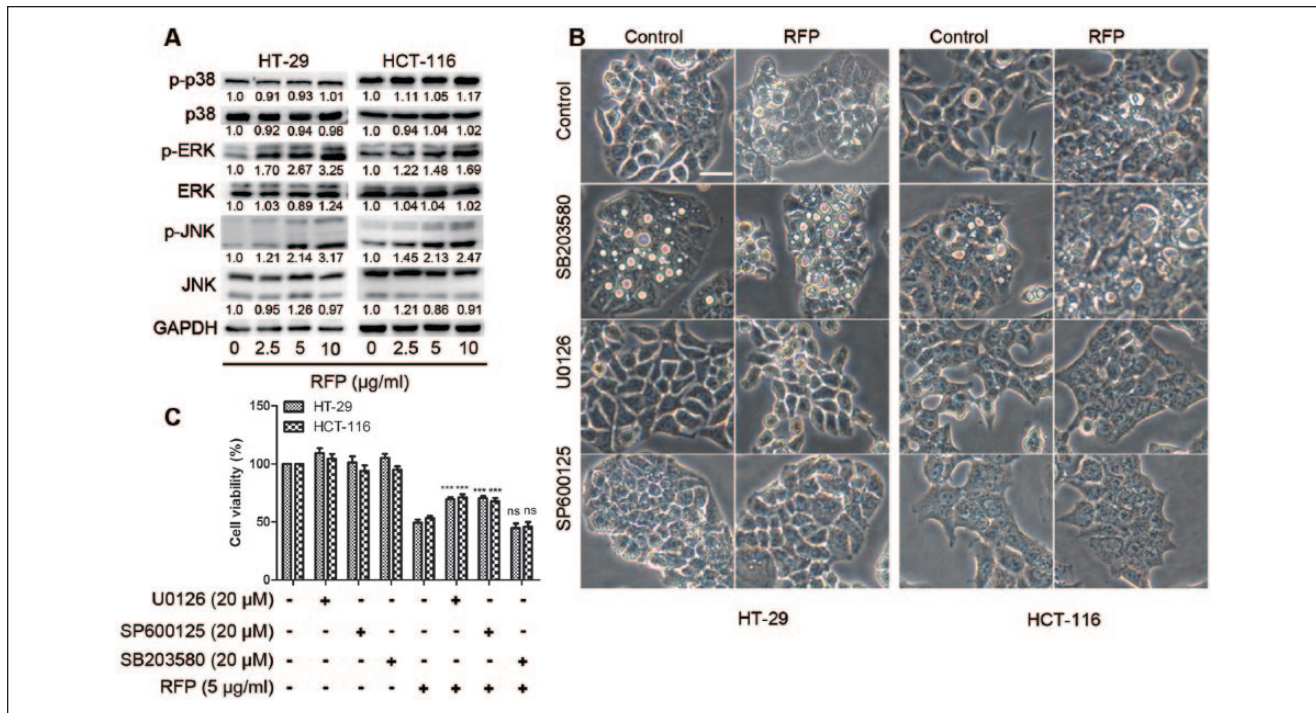 A
HT-29 HCT-116
p-p38
1.0 0.91 0.93 1.01 1.0 1.11 1.05 1.17
p38
1.0 0.92 0.94 0.98 1.0 0.94 1.04 1.02
p-ERK
1.0 1.70 2.67 3.25 1.0 1.22 1.48 1.69
ERK
1.0 1.03 0.89 1.24 1.0 1.04 1.04 1.02
p-JNK
1.0 1.21 2.14 3.17 1.0 1.45 2.13 2.47
JNK
1.0 0.95 1.26 0.97 1.0 1.21 0.86 0.91
GAPDH
0 2.5 5 10 0 2.5 5 10
RFP (µg/ml)
B
Control RFP Control RFP
Control
SB203580
U0126
SP600125
HT-29 HCT-116
C
HT-29
HCT-116
Cell viability (%)
150
100
50
0
*** *** *** *** ns ns
U0126 (20 µM) - + - - - + - -
SP600125 (20 µM) - - + - - - + -
SB203580 (20 µM) - - - + - - - +
RFP (5 µg/ml) - - - - + + + +